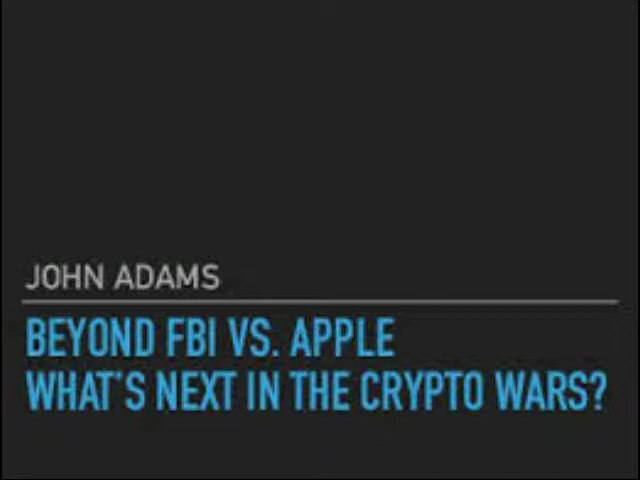 JOHN ADAMS
BEYOND FBI VS. APPLE
WHAT'S NEXT IN THE CRYPTO WARS?